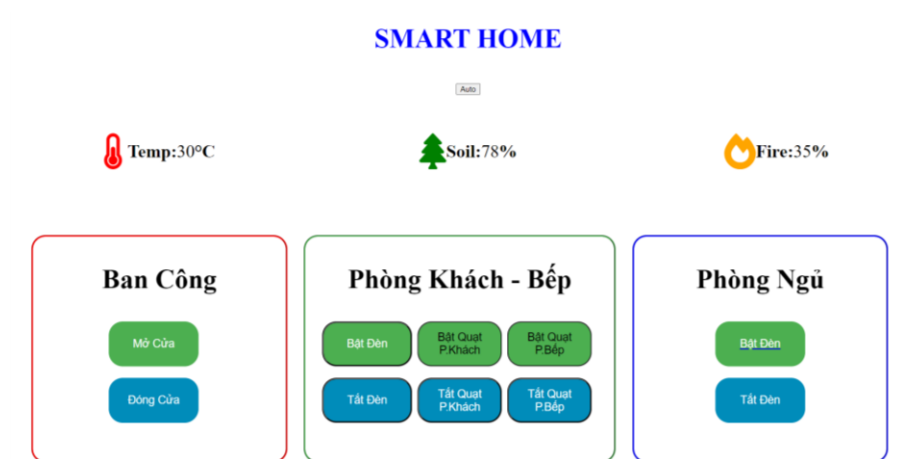 SMART HOME
Auto
Temp:30°C
Soil:78%
Fire:35%
Ban Công
Mở Cửa
Đóng Cửa
Phòng Khách - Bếp
Bật Đèn
Bật Quạt
P.Khách
Bật Quạt
P.Bếp
Tắt Đèn
Tắt Quạt
P.Khách
Tắt Quạt
P.Bếp
Phòng Ngủ
Bật Đèn
Tắt Đèn